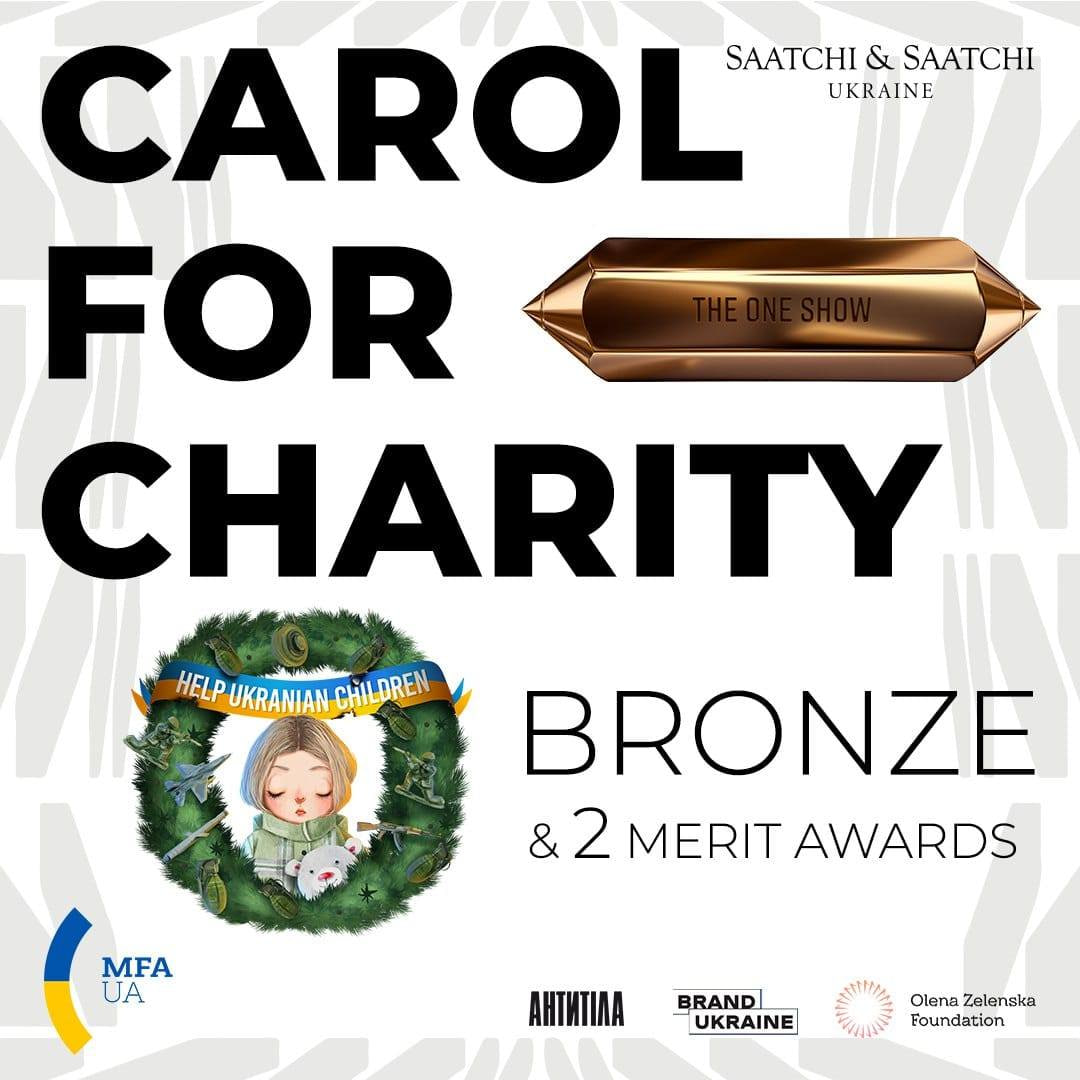 CAROL
SAATCHI & SAATCHI
UKRAINE
FOR
THE ONE SHOW
CHARITY
HELP UKRANIAN CHILDREN
BRONZE
& 2 MERIT AWARDS
MFA
UA
АНТИТІЛА
BRAND
UKRAINE
Olena Zelenska
Foundation